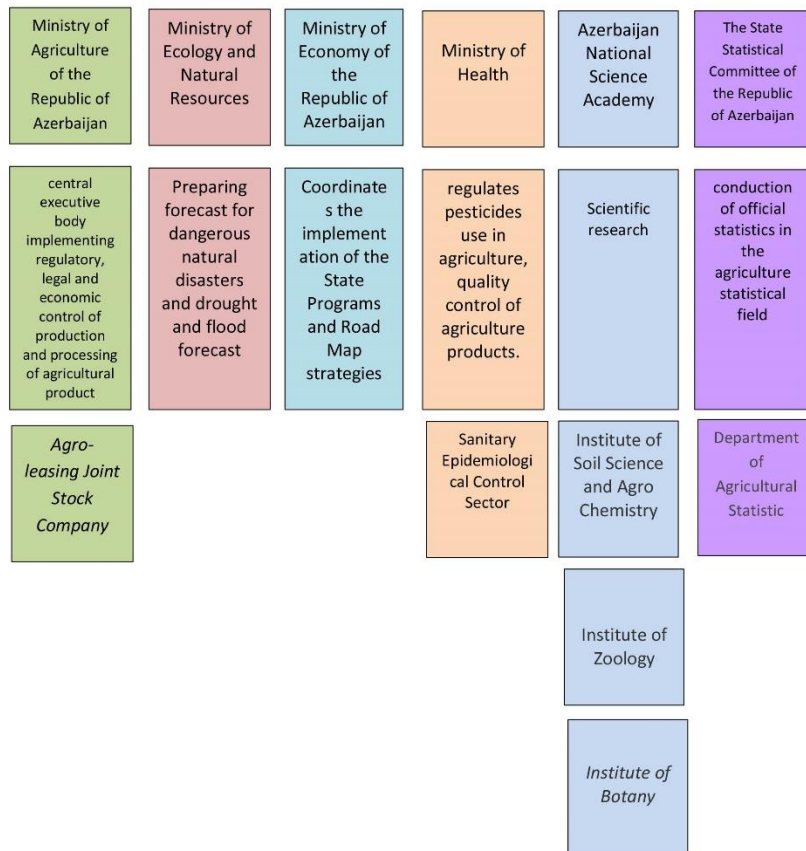 Ministry of
Agriculture
of the
Republic of
Azerbaijan
Ministry of
Ecology and
Natural
Resources
Ministry of
Economy of
the
Republic of
Azerbaijan
Ministry of
Health
Azerbaijan
National
Science
Academy
The State
Statistical
Committee of
the Republic
of Azerbaijan
central
executive
body
implementing
regulatory,
legal and
economic
control of
production
and processing
of agricultural
product
Preparing
forecast for
dangerous
natural
disasters
and drought
and flood
forecast
Coordinate
s the
implement
ation of the
State
Programs
and Road
Map
strategies
regulates
pesticides
use in
agriculture,
quality
control of
agriculture
products.
Scientific
research
conduction
of official
statistics in
the
agriculture
statistical
field
Agro-
leasing Joint
Stock
Company
Sanitary
Epidemiologi
cal Control
Sector
Institute of
Soil Science
and Agro
Chemistry
Department
of
Agricultural
Statistic
Institute of
Zoology
Institute of
Botany